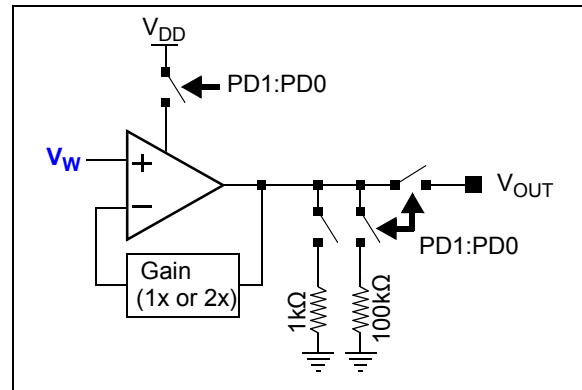 VDD
PD1:PD0
VW
+
–
VOUT
PD1:PD0
Gain
(1x or 2x)
1kΩ
100kΩ